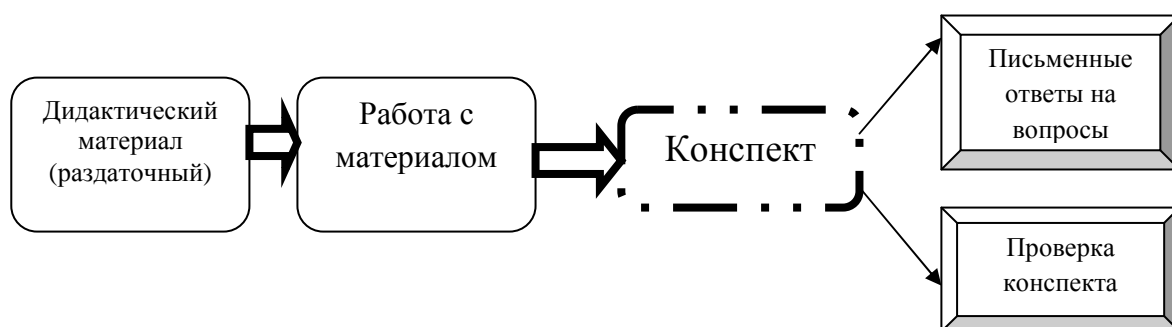 Дидактический
материал
(раздаточный)
Работа с
материалом
Конспект
Письменные
ответы на
вопросы
Проверка
конспекта